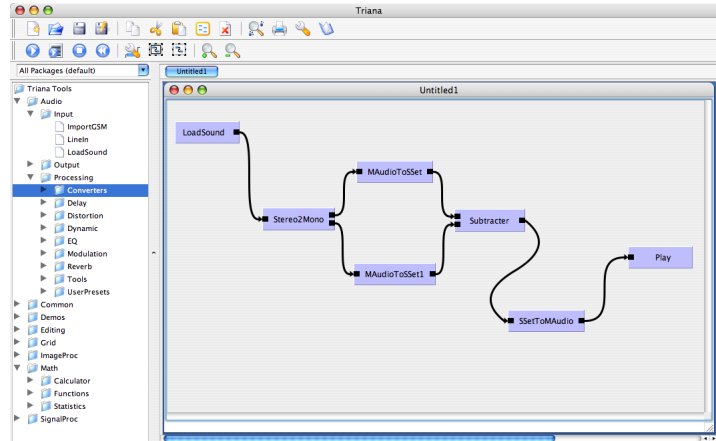 Triana
All Packages (default)
Untitled1
Triana Tools
Audio
Input
ImportGSM
LineIn
LoadSound
Output
Processing
Converters
Delay
Distortion
Dynamic
EQ
Modulation
Reverb
Tools
UserPresets
Common
Demos
Editing
Grid
ImageProc
Math
Calculator
Functions
Statistics
SignalProc
Untitled1
LoadSound
MAudioToSSet
Stereo2Mono
Subtracter
MAudioToSSet1
Play
SSetToMAudio